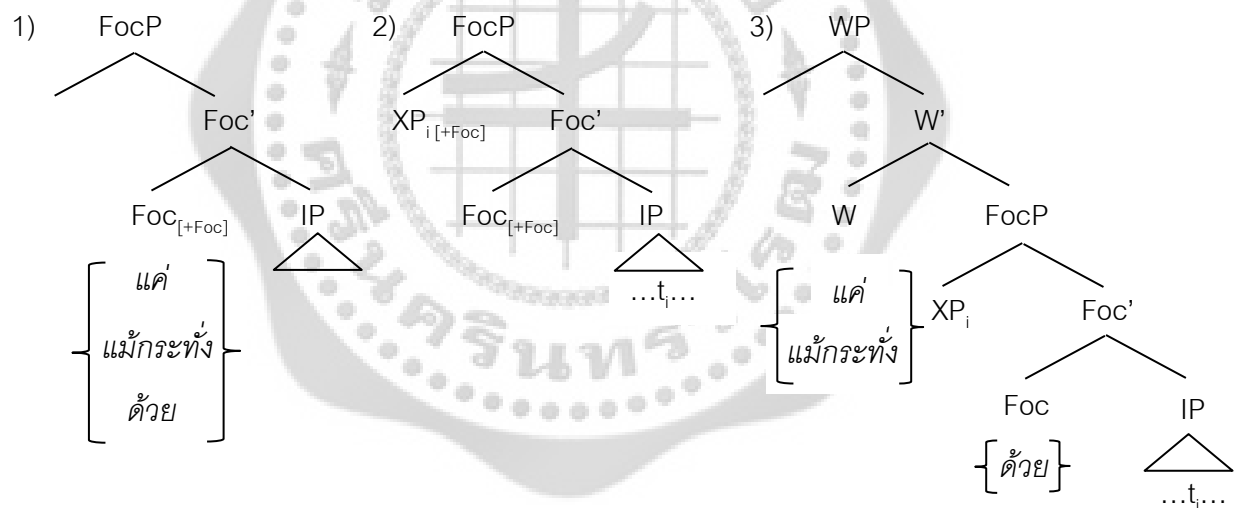 1) FocP
Foc'
Foc[+Foc] IP
แค่
แม้กระทั่ง
ด้วย
2) FocP
XPi [+Foc] Foc'
Foc[+Foc] IP
...ti...
3) WP
W'
W FocP
แค่
แม้กระทั่ง
XPi Foc'
Foc IP
ด้วย
...ti...